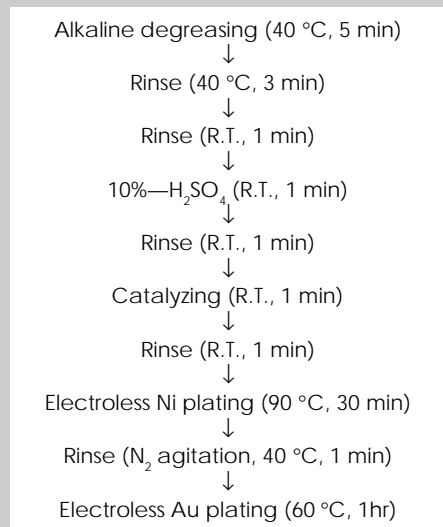 Alkaline degreasing (40 °C, 5 min)
↓
Rinse (40 °C, 3 min)
↓
Rinse (R.T., 1 min)
↓
10%—H₂SO₄ (R.T., 1 min)
↓
Rinse (R.T., 1 min)
↓
Catalyzing (R.T., 1 min)
↓
Rinse (R.T., 1 min)
↓
Electroless Ni plating (90 °C, 30 min)
↓
Rinse (N₂ agitation, 40 °C, 1 min)
↓
Electroless Au plating (60 °C, 1hr)